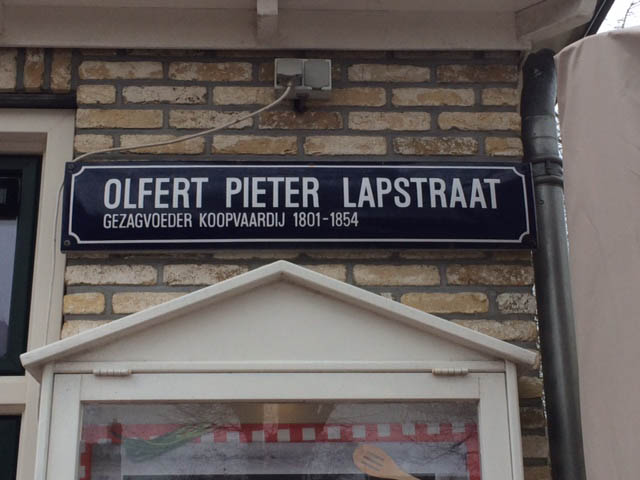 OLFERT PIETER LAPSTRAAT
GEZAGVOEDER KOOPVAARDIJ 1801-1854